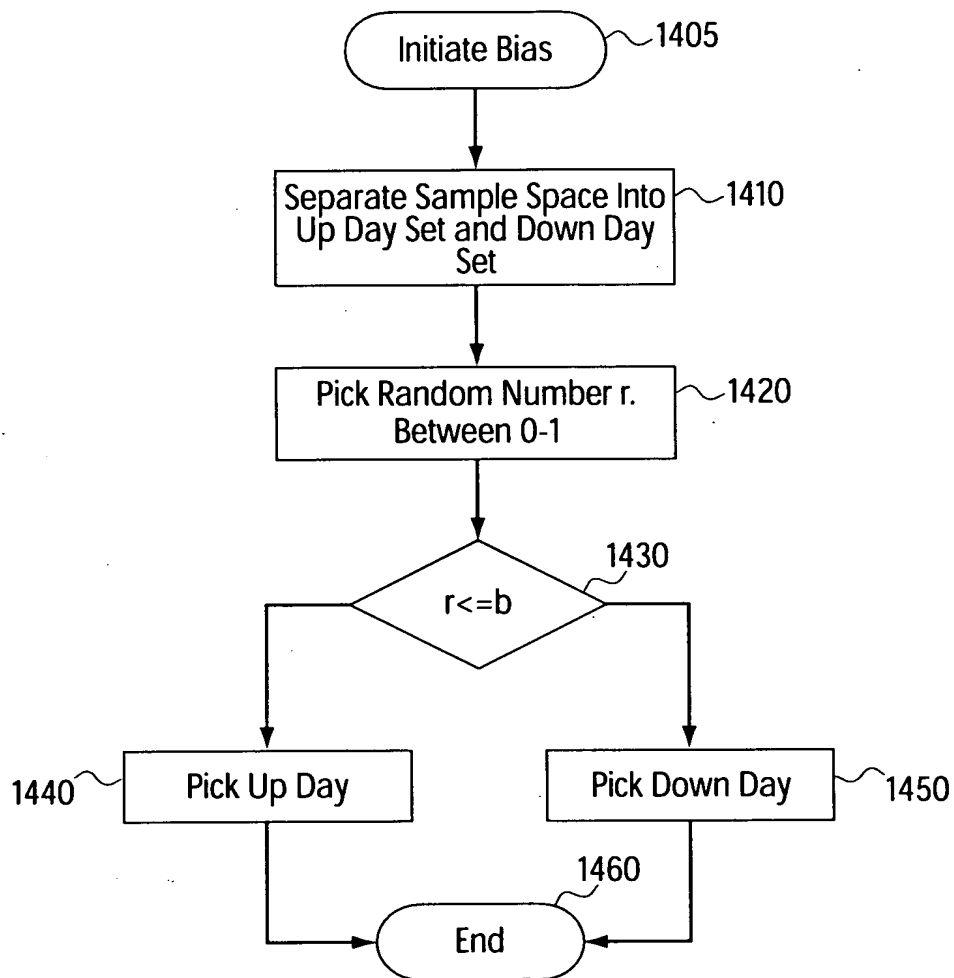 Initiate Bias
1405
Separate Sample Space Into
Up Day Set and Down Day
Set
1410
Pick Random Number r.
Between 0-1
1420
r<=b
1430
Pick Up Day
1440
Pick Down Day
1450
End
1460